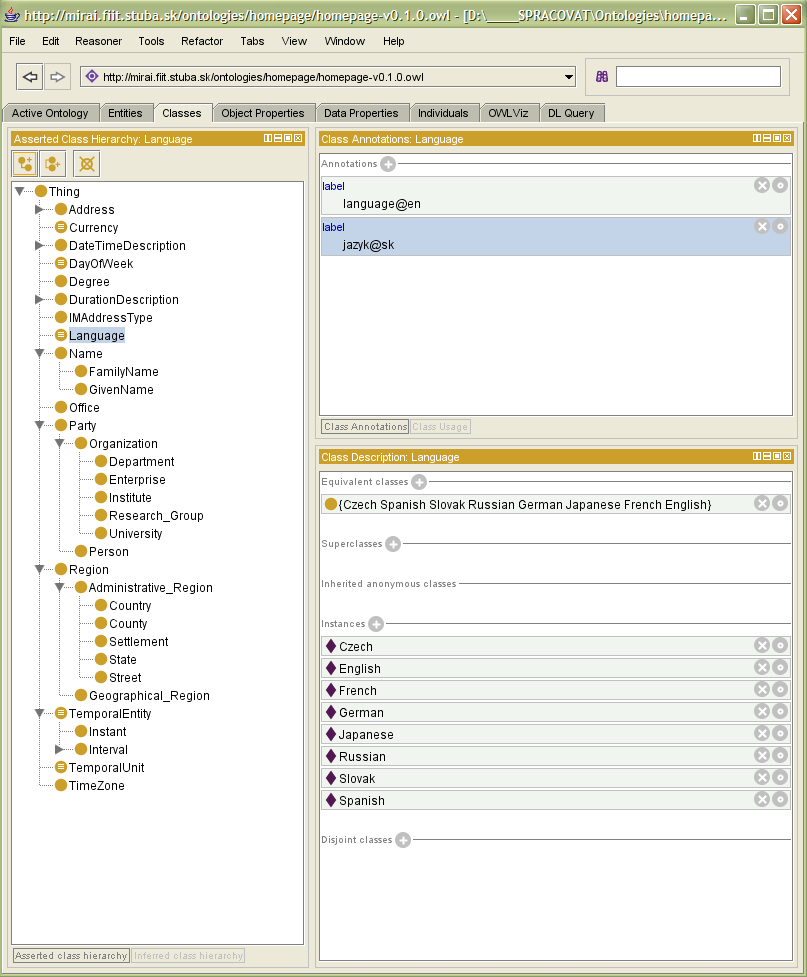 http://mirai.fiit.stuba.sk/ontologies/homepage/homepage-v0.1.0.owl - [D:\_____SPRACOVAT\Ontologies\homepa...
File Edit Reasoner Tools Refactor Tabs View Window Help
http://mirai.fiit.stuba.sk/ontologies/homepage/homepage-v0.1.0.owl
Active Ontology Entities Classes Object Properties Data Properties Individuals OWLViz DL Query
Asserted Class Hierarchy: Language
Thing
Address
Currency
DateTimeDescription
DayOfWeek
Degree
DurationDescription
IMAddressType
Language
Name
FamilyName
GivenName
Office
Party
Organization
Department
Enterprise
Institute
Research_Group
University
Person
Region
Administrative_Region
Country
County
Settlement
State
Street
Geographical_Region
TemporalEntity
Instant
Interval
TemporalUnit
TimeZone
Asserted class hierarchy Inferred class hierarchy
Class Annotations: Language
Annotations
label
language@en
label
jazyk@sk
Class Annotations Class Usage
Class Description: Language
Equivalent classes
{Czech Spanish Slovak Russian German Japanese French English}
Superclasses
Inherited anonymous classes
Instances
Czech
English
French
German
Japanese
Russian
Slovak
Spanish
Disjoint classes